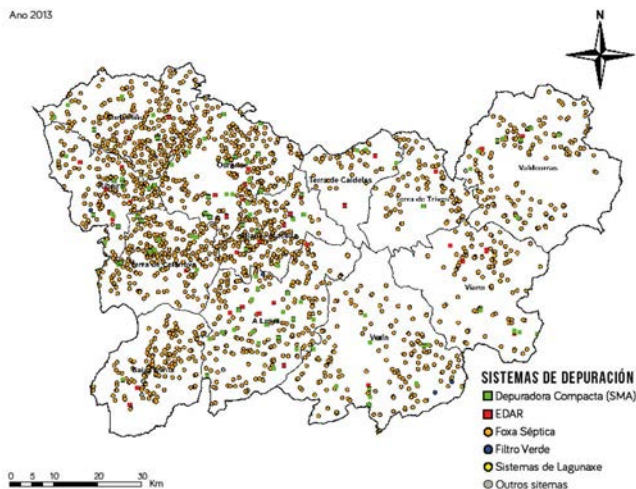 Ano 2013
N
Ourense
Terra de Caldelas
Terra de Trives
Valdeorras
Viana
A Limia
Verín
SISTEMAS DE DEPURACIÓN
Depuradora Compacta (SMA)
EDAR
Foxa Séptica
Filtro Verde
Sistemas de Lagunaxe
Outros sitemas
0 5 10 20 30
Km